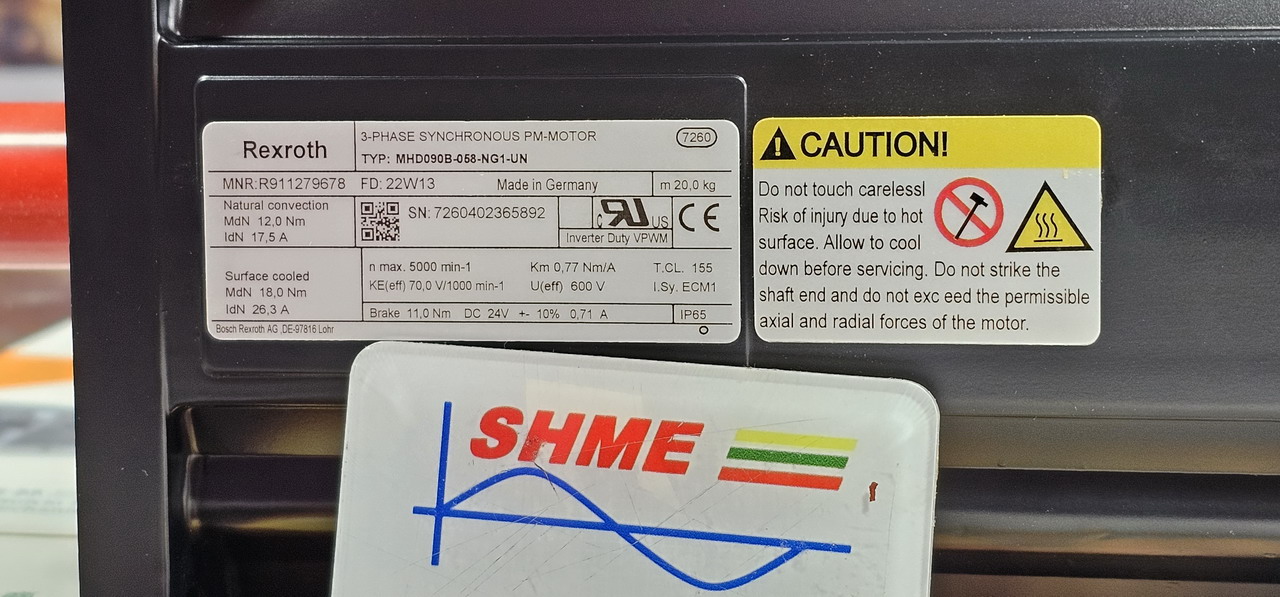 Rexroth
3-PHASE SYNCHRONOUS PM-MOTOR
7260
TYP: MHD090B-058-NG1-UN
MNR:R911279678 FD: 22W13 Made in Germany m 20,0 kg
Natural convection
MdN 12,0 Nm
IdN 17,5 A
SN: 7260402365892
c RU US CE
Inverter Duty VPWM
Surface cooled
MdN 18,0 Nm
IdN 26,3 A
n max. 5000 min-1 Km 0,77 Nm/A T.CL. 155
KE(eff) 70,0 V/1000 min-1 U(eff) 600 V I.Sy. ECM1
Brake 11,0 Nm DC 24V +- 10% 0,71 A IP65
Bosch Rexroth AG ,DE-97816 Lohr
CAUTION!
Do not touch carelessl
Risk of injury due to hot
surface. Allow to cool
down before servicing. Do not strike the
shaft end and do not exc eed the permissible
axial and radial forces of the motor.
SHME